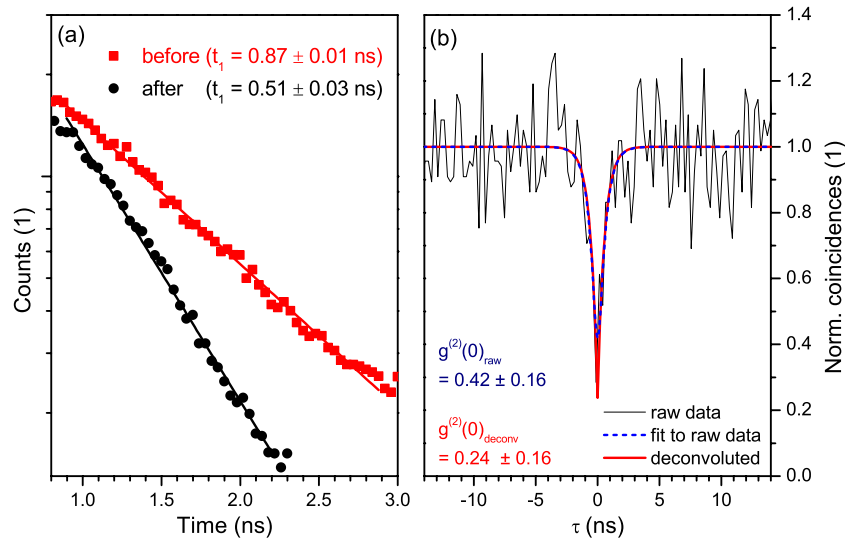 (a)
before (t₁ = 0.87 ± 0.01 ns)
after (t₁ = 0.51 ± 0.03 ns)
Counts (1)
1.0 1.5 2.0 2.5 3.0
Time (ns)
(b)
g⁽²⁾(0)raw
= 0.42 ± 0.16
g⁽²⁾(0)deconv
= 0.24 ± 0.16
raw data
fit to raw data
deconvoluted
-10 -5 0 5 10
τ (ns)
1.4
1.2
1.0
0.8
0.6
0.4
0.2
0.0
Norm. coincidences (1)